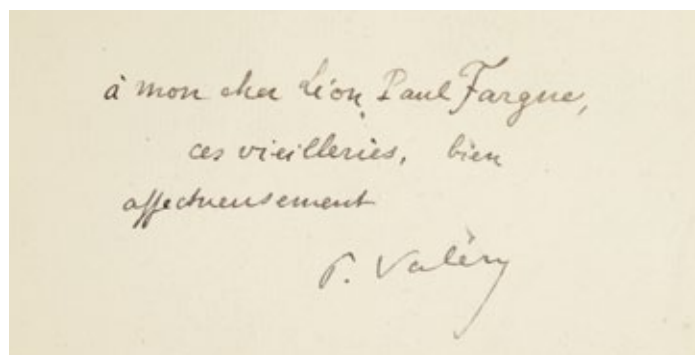 à mon cher Léon, Paul Fargue,
ces vieilleries, bien
affectueusement
P. Valéry